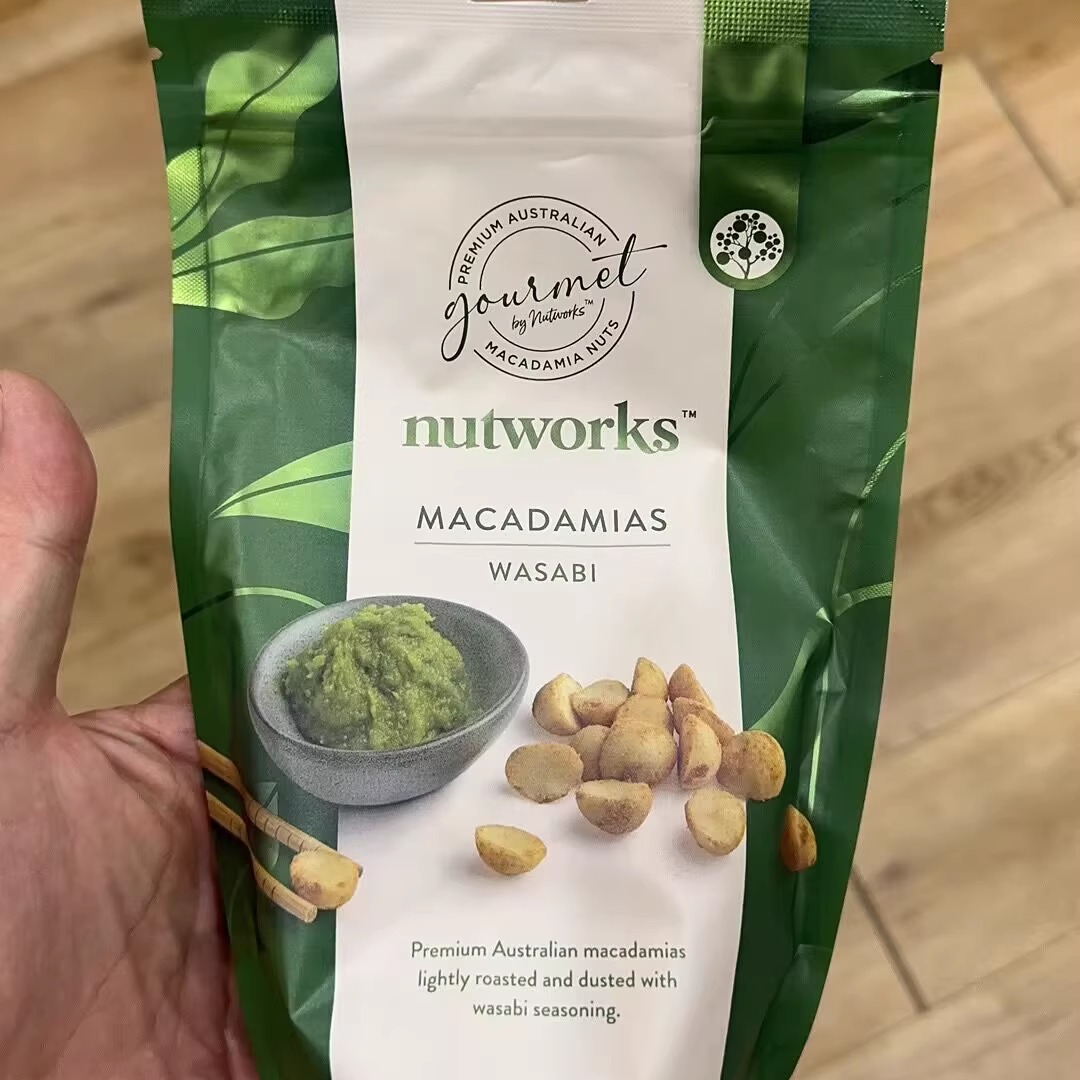 PREMIUM AUSTRALIAN
gourmet
by Nutworks™
MACADAMIA NUTS
nutworks™
MACADAMIAS
WASABI
Premium Australian macadamias
lightly roasted and dusted with
wasabi seasoning.